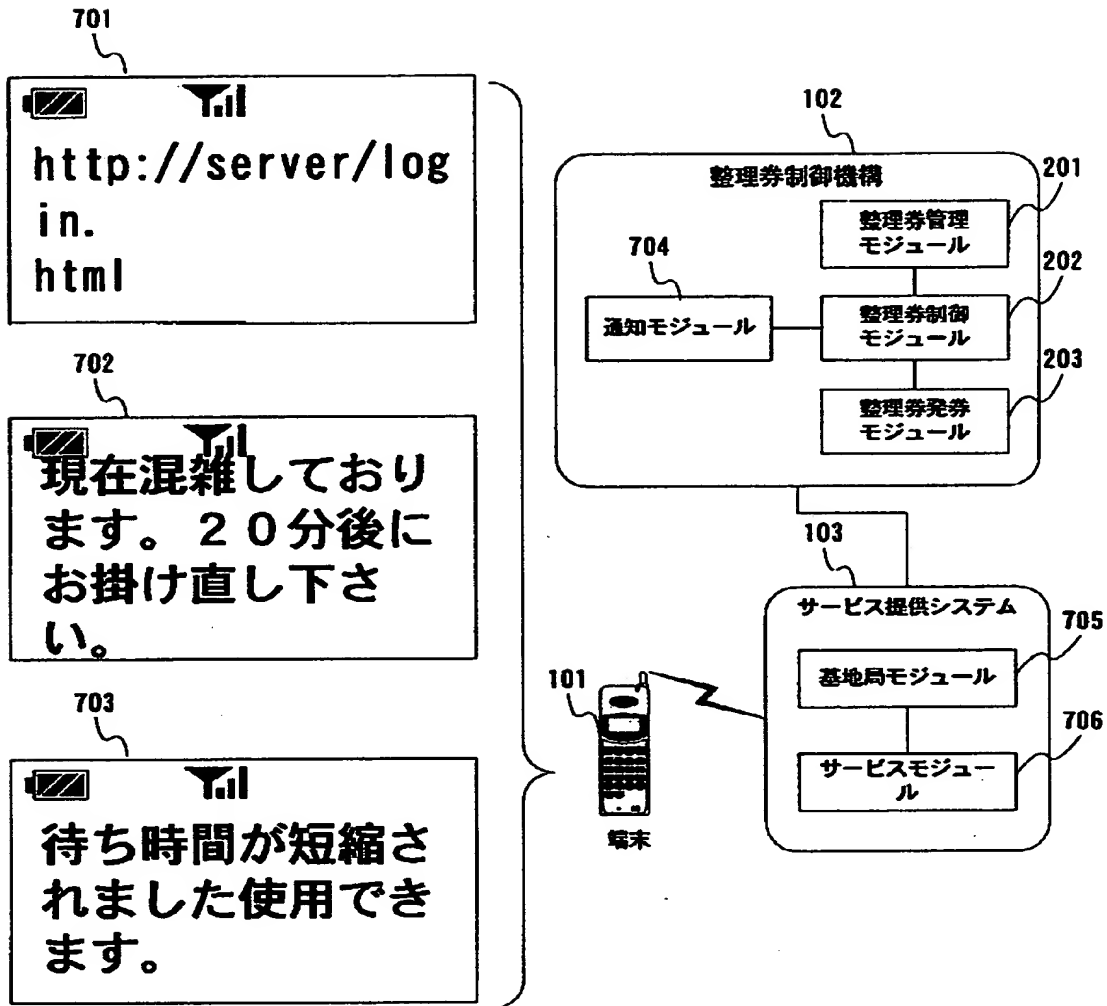 701
http://server/log
in.
html
702
現在混雑しており
ます。２０分後に
お掛け直し下さ
い。
703
待ち時間が短縮さ
れました使用でき
ます。
102
整理券制御機構
201
整理券管理
モジュール
704
202
通知モジュール
整理券制御
モジュール
203
整理券発券
モジュール
103
サービス提供システム
705
基地局モジュール
101
706
サービスモジュー
ル
端末